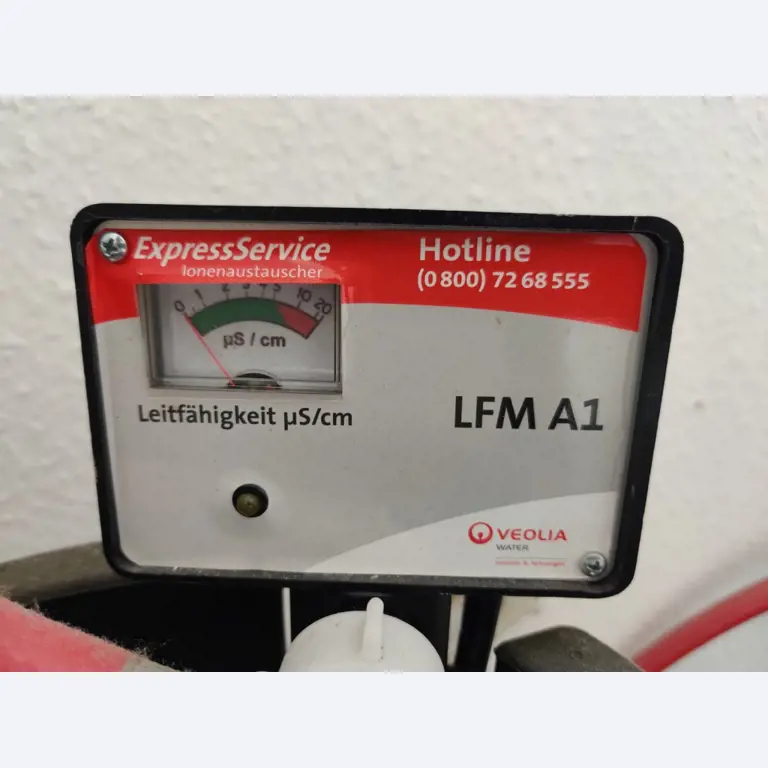 ExpressService
Ionenaustauscher
Hotline
(0 800) 72 68 555
0 1 2 3 4 5 10 20
µS / cm
Leitfähigkeit µS/cm
LFM A1
VEOLIA
WATER